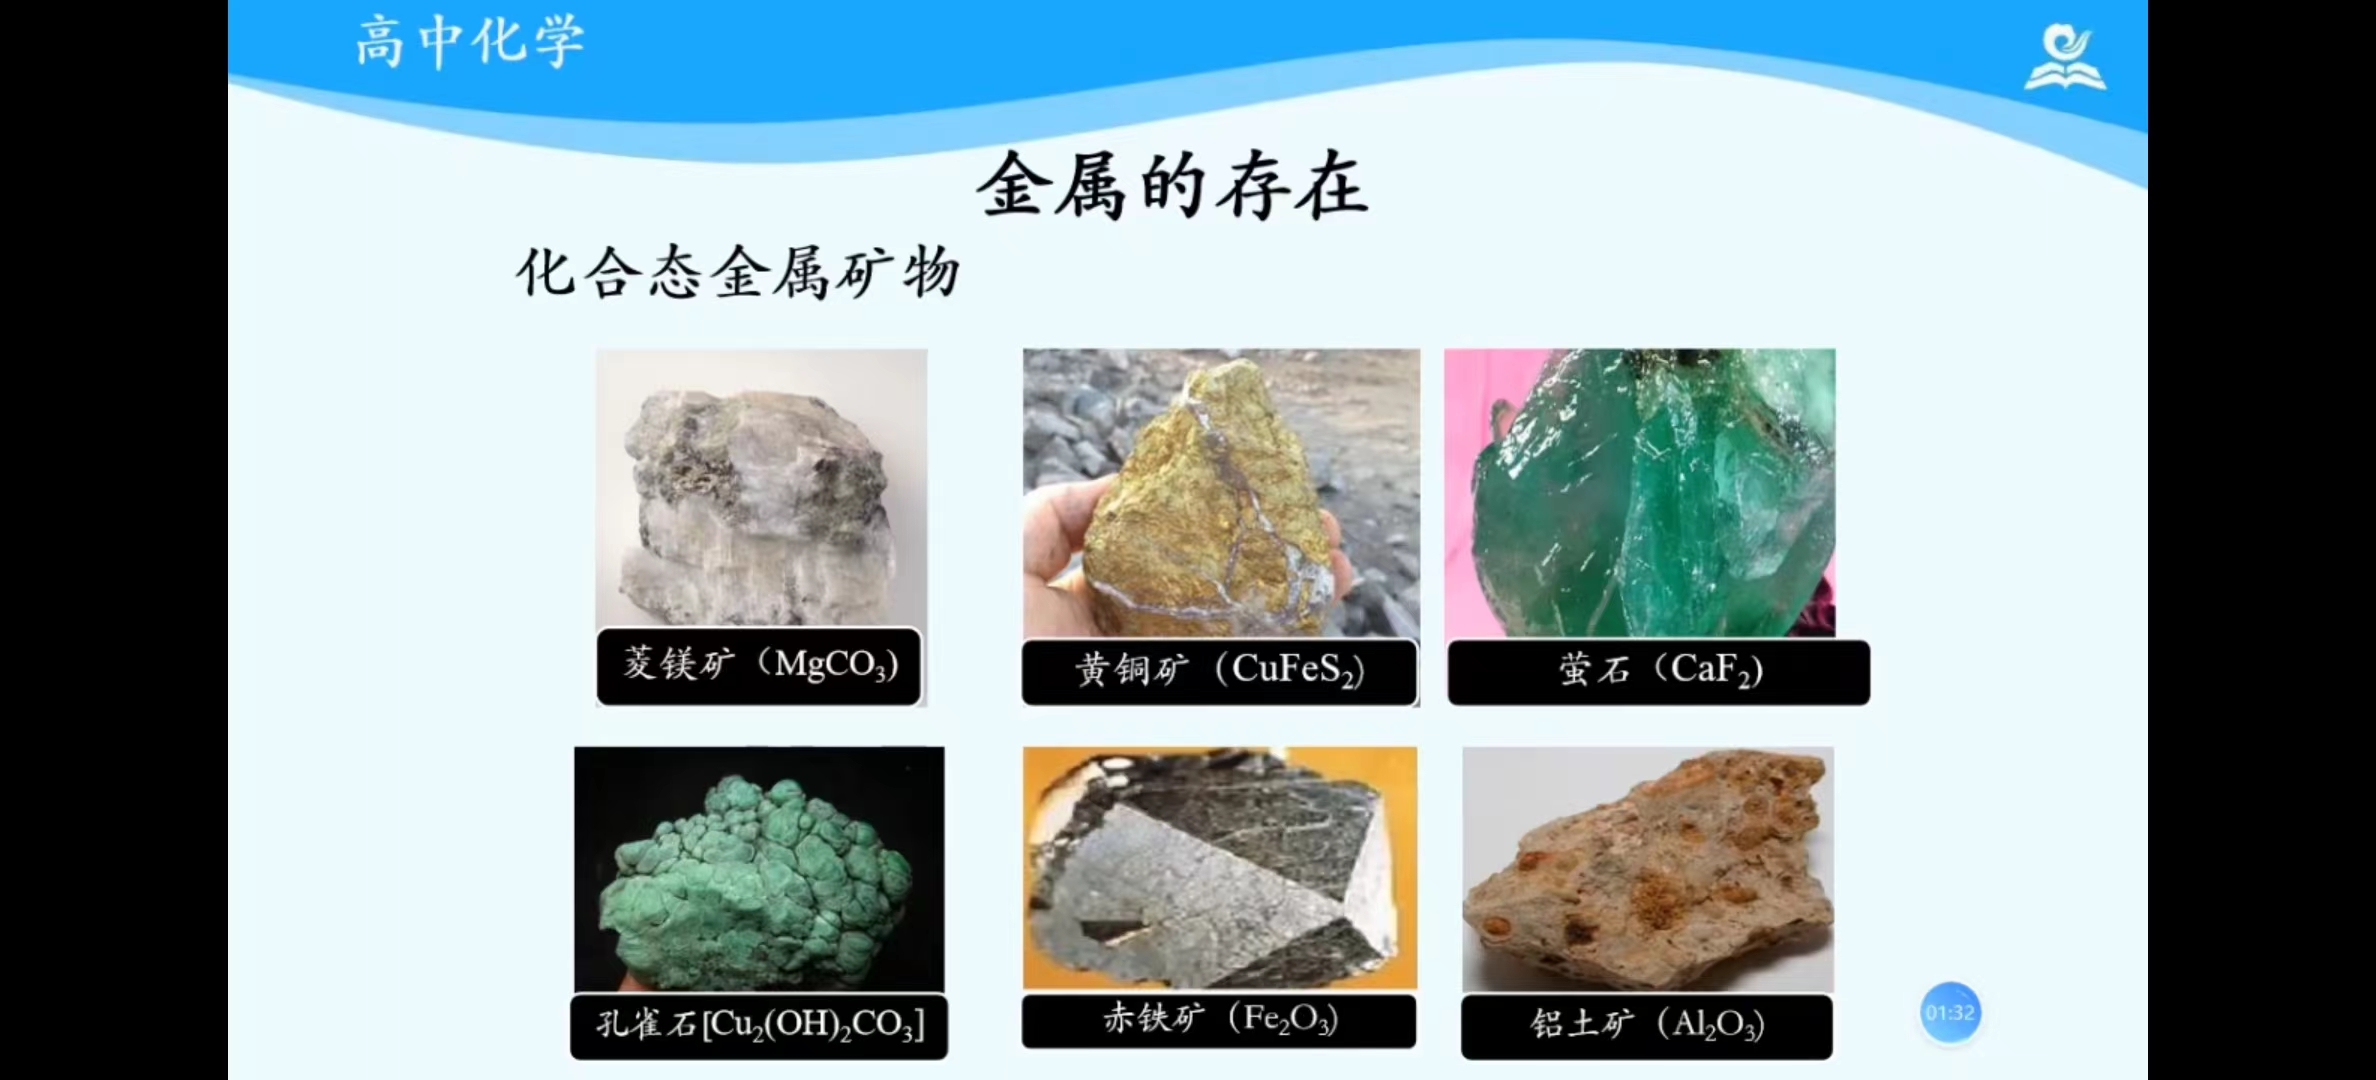 高中化学
金属的存在
化合态金属矿物
菱镁矿（MgCO₃)
黄铜矿（CuFeS₂)
萤石（CaF₂)
孔雀石[Cu₂(OH)₂CO₃]
赤铁矿（Fe₂O₃)
铝土矿（Al₂O₃)
01:32